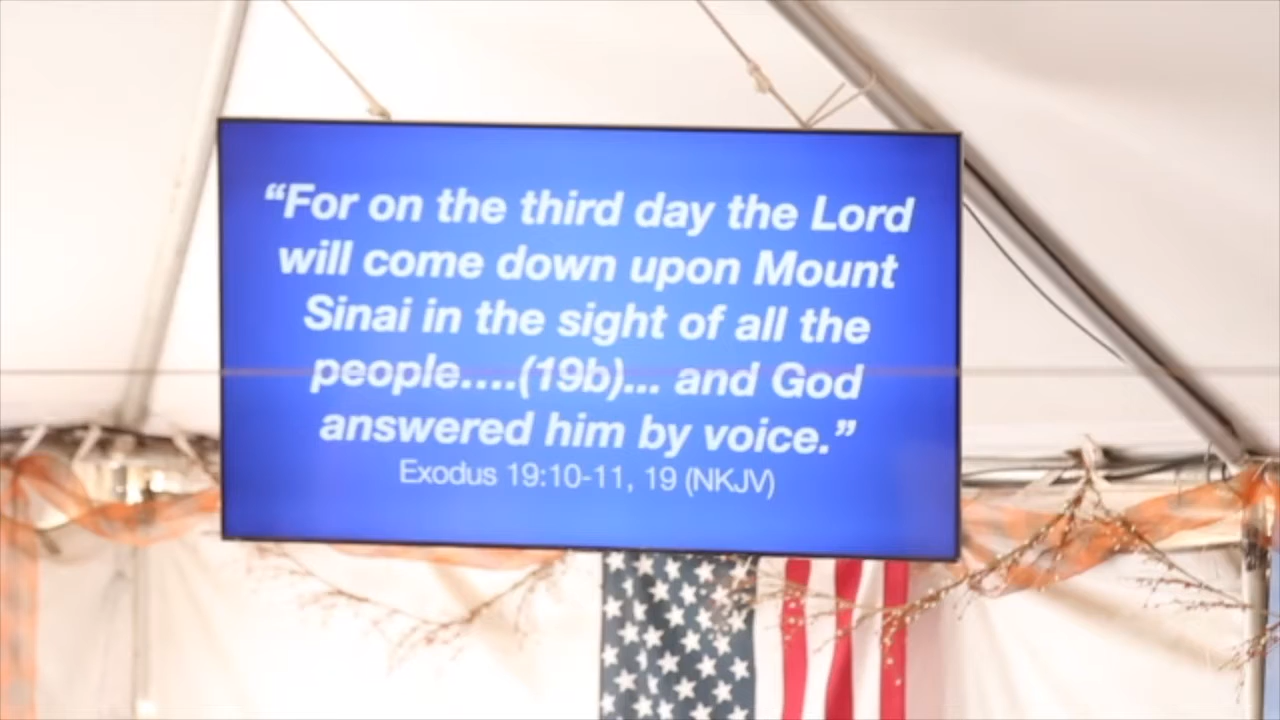 “For on the third day the Lord
will come down upon Mount
Sinai in the sight of all the
people....(19b)... and God
answered him by voice.”
Exodus 19:10-11, 19 (NKJV)